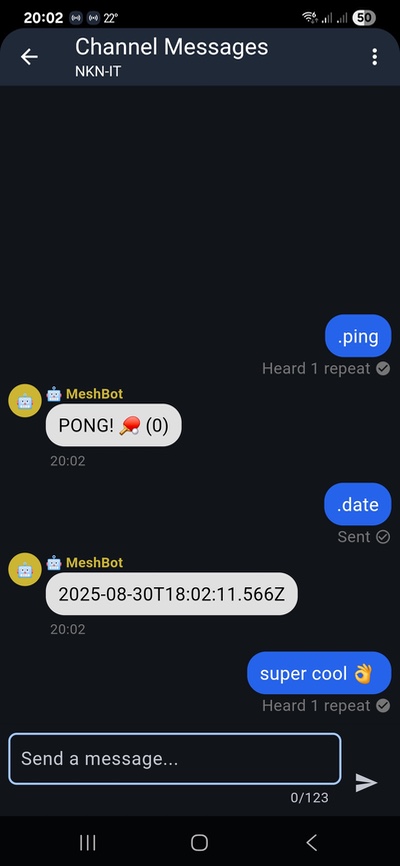 20:02 22° 50
Channel Messages
NKN-IT
.ping
Heard 1 repeat
🤖 MeshBot
PONG! 🏓 (0)
20:02
.date
Sent
🤖 MeshBot
2025-08-30T18:02:11.566Z
20:02
super cool 👌
Heard 1 repeat
Send a message...
0/123